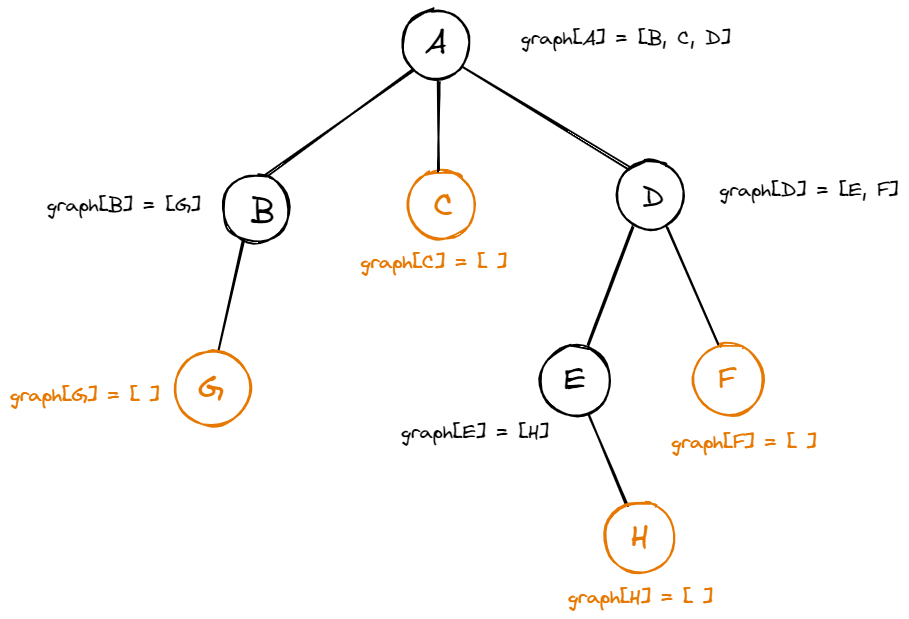 A
graph[A] = [B, C, D]
B
graph[B] = [G]
C
graph[C] = [ ]
D
graph[D] = [E, F]
G
graph[G] = [ ]
E
graph[E] = [H]
F
graph[F] = [ ]
H
graph[H] = [ ]